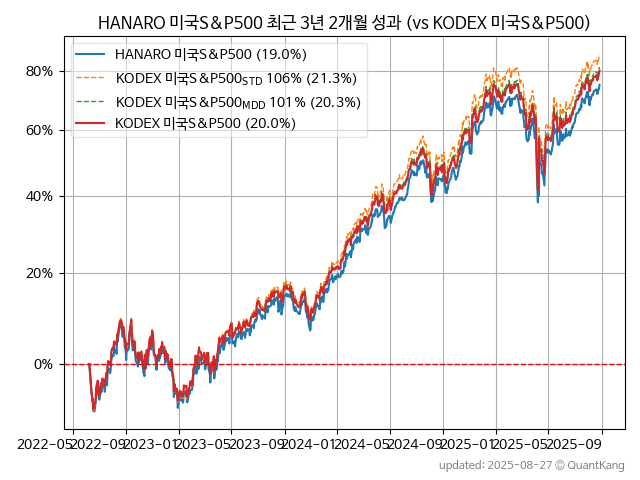 HANARO 미국S&P500 최근 3년 2개월 성과 (vs KODEX 미국S&P500)
HANARO 미국S&P500 (19.0%)
KODEX 미국S&P500STD 106% (21.3%)
KODEX 미국S&P500MDD 101% (20.3%)
KODEX 미국S&P500 (20.0%)
80%
60%
40%
20%
0%
2022-05 2022-09 2023-01 2023-05 2023-09 2024-01 2024-05 2024-09 2025-01 2025-05 2025-09
updated: 2025-08-27 © QuantKang